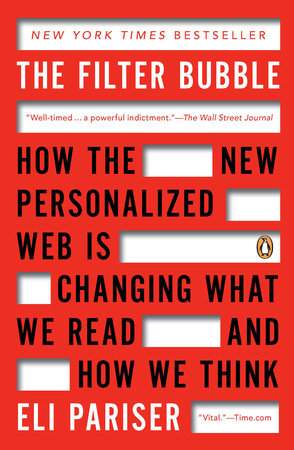 NEW YORK TIMES BESTSELLER
THE FILTER BUBBLE
"Well-timed ... a powerful indictment."—The Wall Street Journal
HOW THE NEW
PERSONALIZED
WEB IS
CHANGING WHAT
WE READ AND
HOW WE THINK
ELI PARISER
"Vital."—Time.com